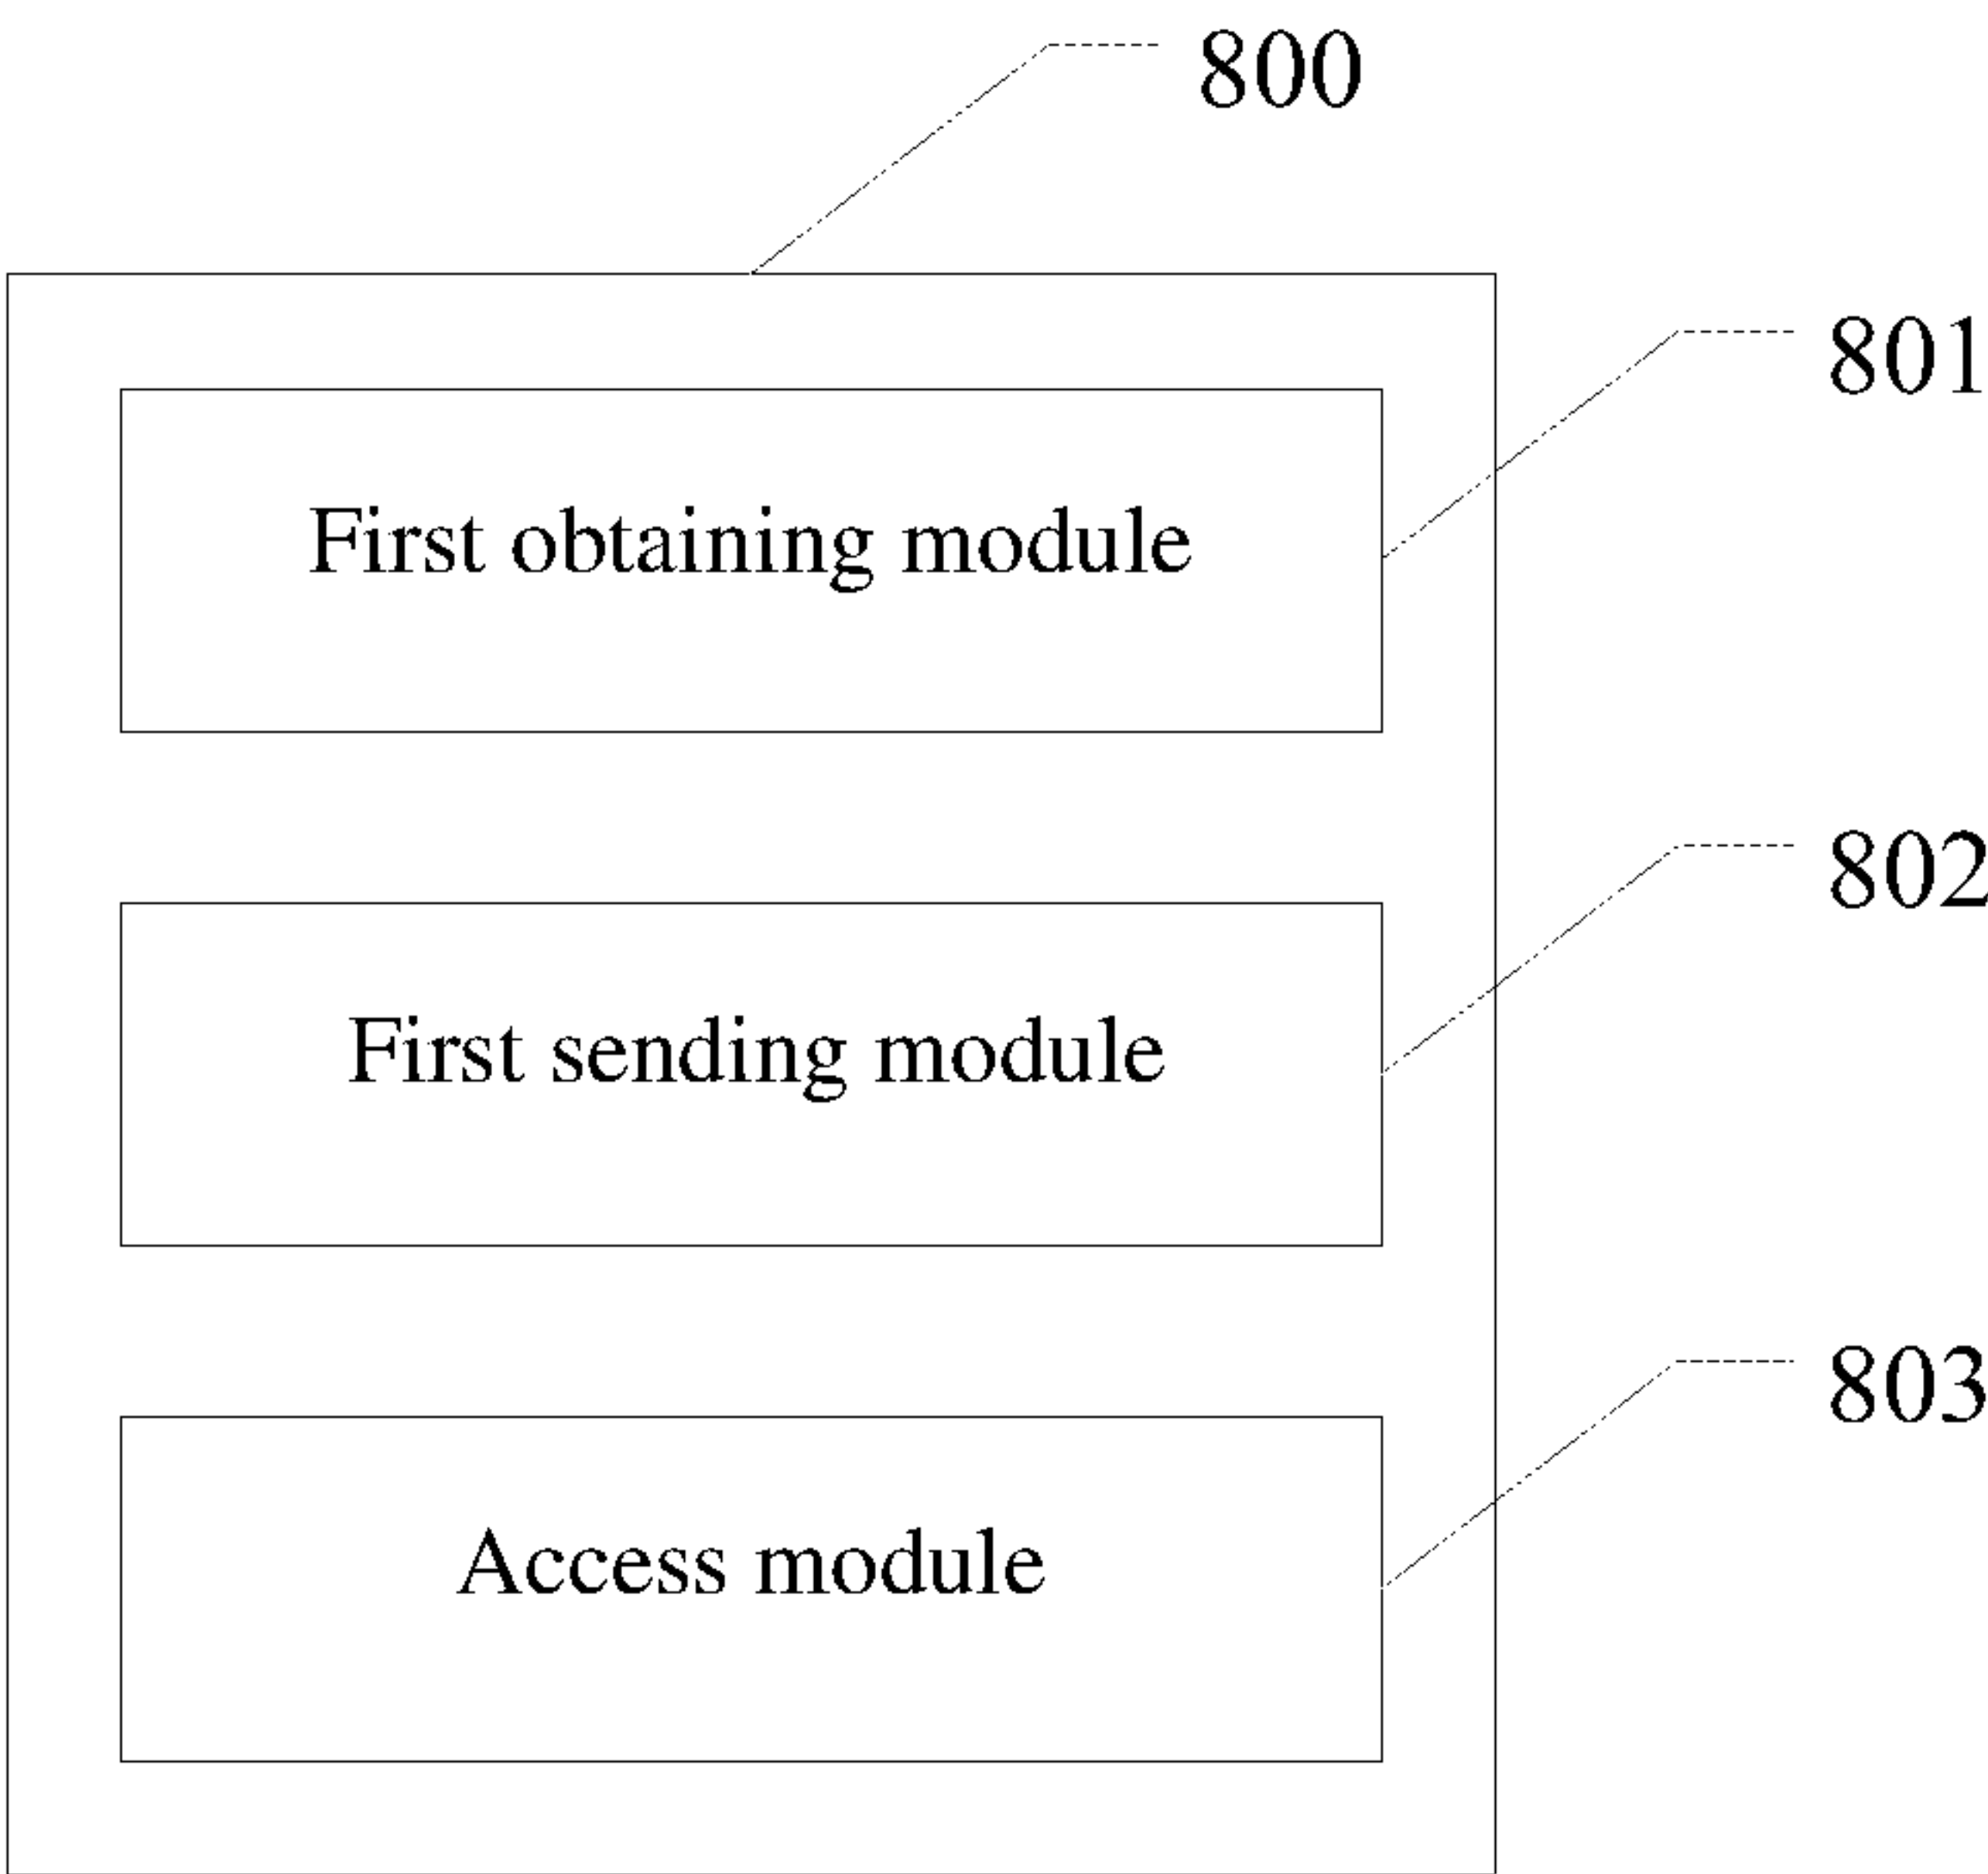 800
801
First obtaining module
802
First sending module
803
Access module